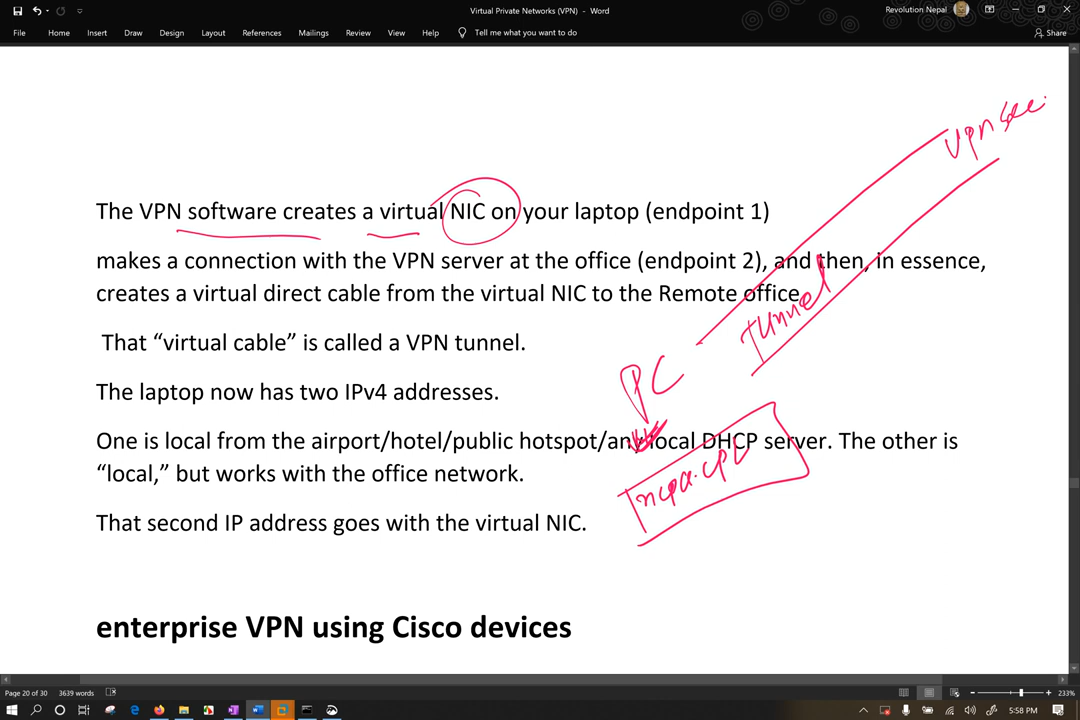 Virtual Private Networks (VPN) - Word
Revolution Nepal
File Home Insert Draw Design Layout References Mailings Review View Help Tell me what you want to do
Share
Vpn
The VPN software creates a virtual NIC on your laptop (endpoint 1)
makes a connection with the VPN server at the office (endpoint 2), and then, in essence,
creates a virtual direct cable from the virtual NIC to the Remote office
Tunnel
That “virtual cable” is called a VPN tunnel.
PC
The laptop now has two IPv4 addresses.
One is local from the airport/hotel/public hotspot/any local DHCP server. The other is
“local,” but works with the office network.
ncpa.cpl
That second IP address goes with the virtual NIC.
enterprise VPN using Cisco devices
Page 20 of 30 3639 words
233%
5:58 PM